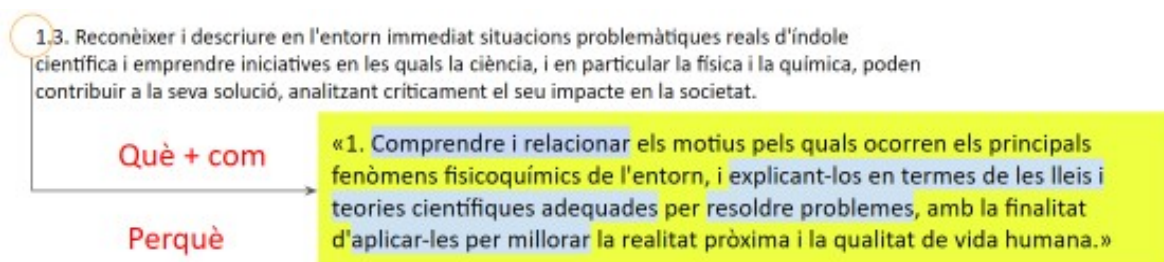 1.3. Reconèixer i descriure en l'entorn immediat situacions problemàtiques reals d'índole
científica i emprendre iniciatives en les quals la ciència, i en particular la física i la química, poden
contribuir a la seva solució, analitzant críticament el seu impacte en la societat.
Què + com
Perquè
«1. Comprendre i relacionar els motius pels quals ocorren els principals
fenòmens fisicoquímics de l'entorn, i explicant-los en termes de les lleis i
teories científiques adequades per resoldre problemes, amb la finalitat
d'aplicar-les per millorar la realitat pròxima i la qualitat de vida humana.»